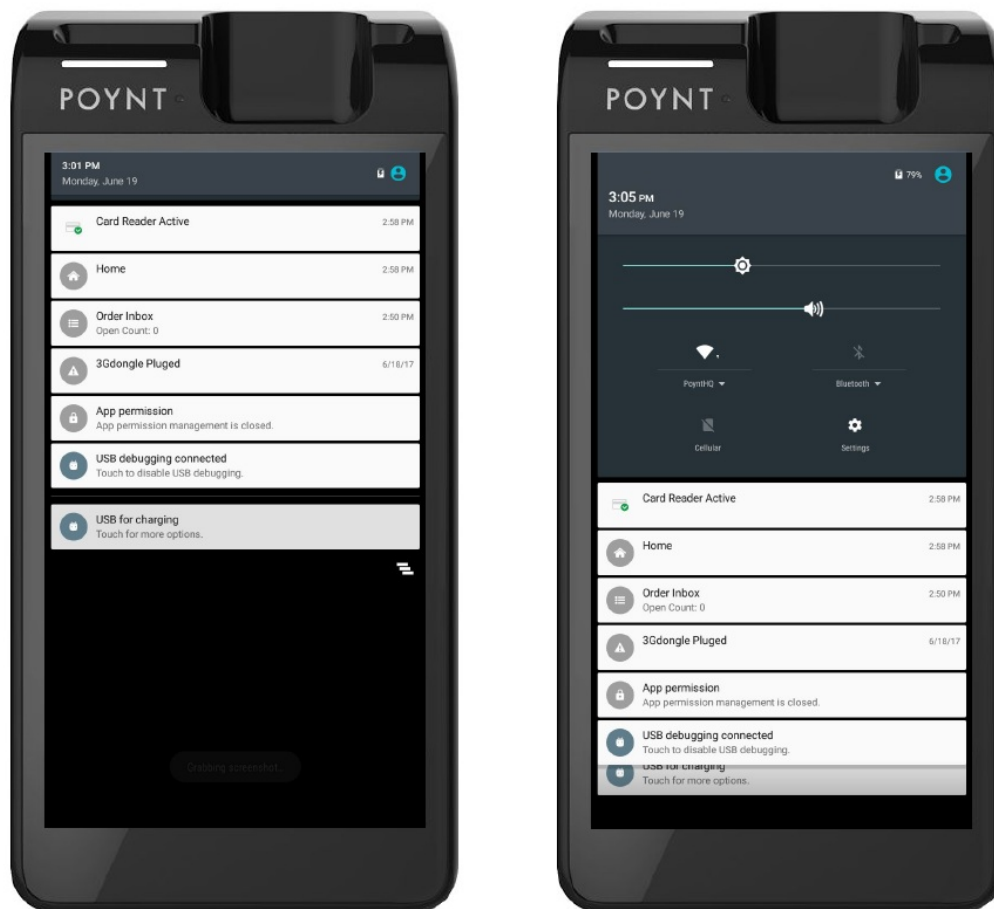 POYNT
3:01 PM
Monday, June 19
Card Reader Active 2:58 PM
Home 2:58 PM
Order Inbox 2:50 PM
Open Count: 0
3Gdongle Pluged 6/18/17
App permission
App permission management is closed.
USB debugging connected
Touch to disable USB debugging.
USB for charging
Touch for more options.
Grabbing screenshot...
POYNT
79%
3:05 PM
Monday, June 19
PoyntHQ
Bluetooth
Cellular
Settings
Card Reader Active 2:58 PM
Home 2:58 PM
Order Inbox 2:50 PM
Open Count: 0
3Gdongle Pluged 6/18/17
App permission
App permission management is closed.
USB debugging connected
Touch to disable USB debugging.
USB for charging
Touch for more options.